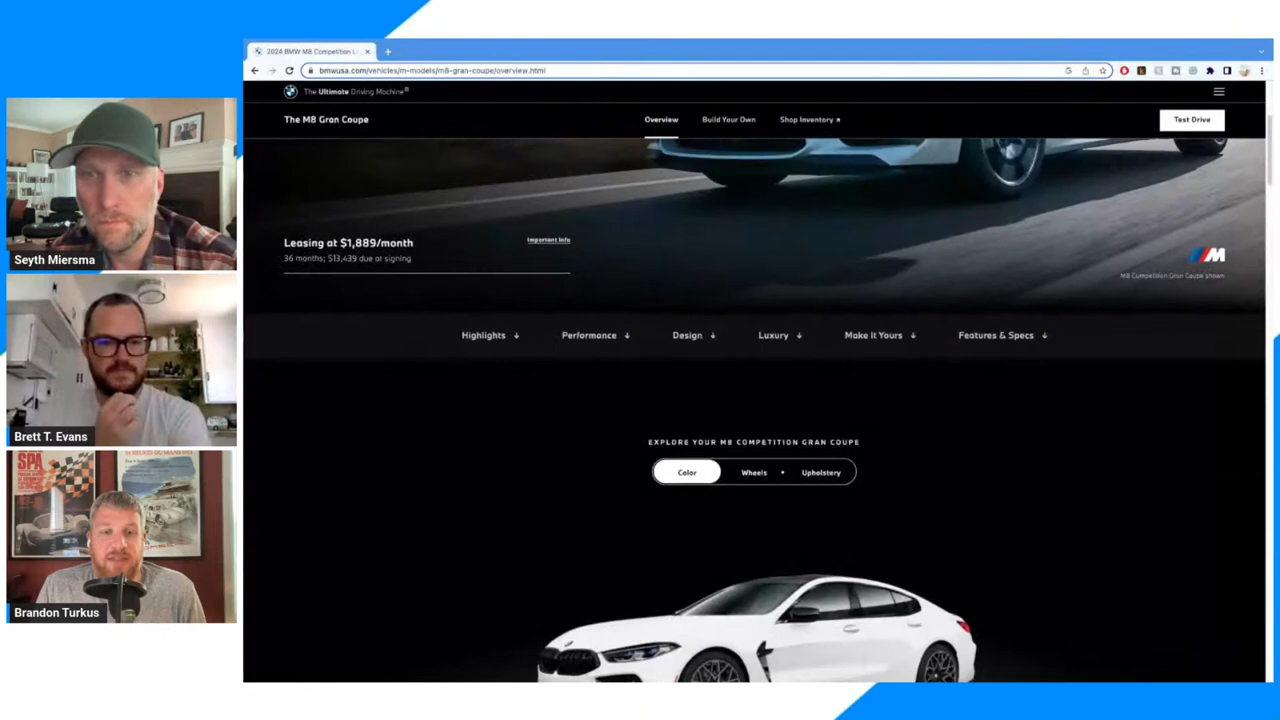 2024 BMW M8 Competition
bmwusa.com/vehicles/m-models/m8-gran-coupe/overview.html
The Ultimate Driving Machine®
The M8 Gran Coupe
Overview
Build Your Own
Shop Inventory
Test Drive
Leasing at $1,889/month
Important Info
36 months; $13,439 due at signing
M
M8 Competition Gran Coupe shown
Highlights
Performance
Design
Luxury
Make It Yours
Features & Specs
EXPLORE YOUR M8 COMPETITION GRAN COUPE
Color
Wheels
Upholstery
Seyth Miersma
Brett T. Evans
SPA
Brandon Turkus